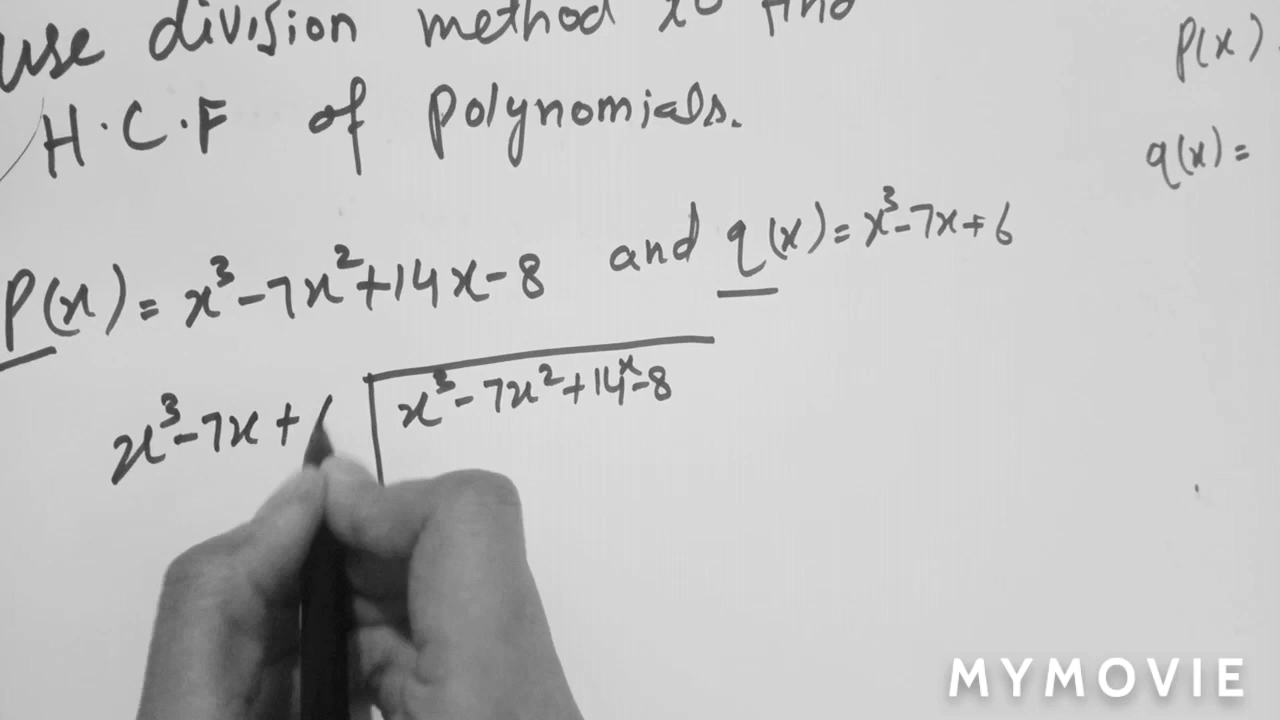 use division method to find
H.C.F of polynomials.
P(x) = x³-7x²+14x-8 and q(x) = x³-7x+6
x³-7x+ x³-7x²+14x-8
P(x)
q(x) =
MYMOVIE